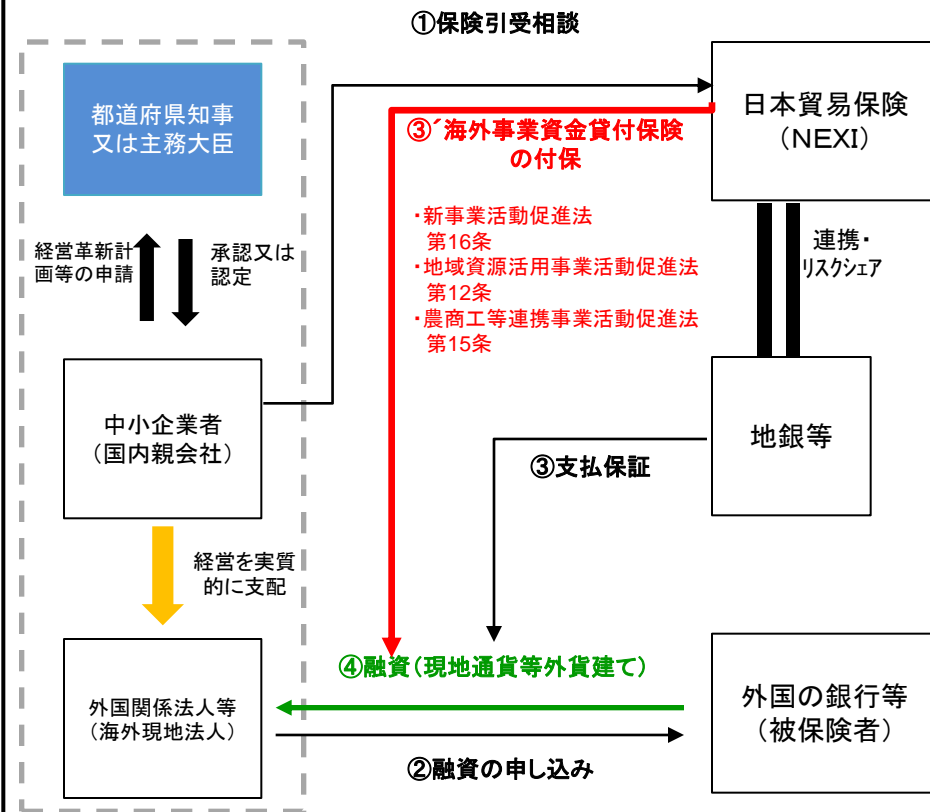 ①保険引受相談
都道府県知事
又は主務大臣
日本貿易保険
（NEXI）
③´海外事業資金貸付保険
の付保
・新事業活動促進法
第16条
・地域資源活用事業活動促進法
第12条
・農商工等連携事業活動促進法
第15条
経営革新計
画等の申請
承認又は
認定
連携・
リスクシェア
中小企業者
（国内親会社）
地銀等
③支払保証
経営を実質
的に支配
④融資（現地通貨等外貨建て）
外国関係法人等
（海外現地法人）
外国の銀行等
（被保険者）
②融資の申し込み